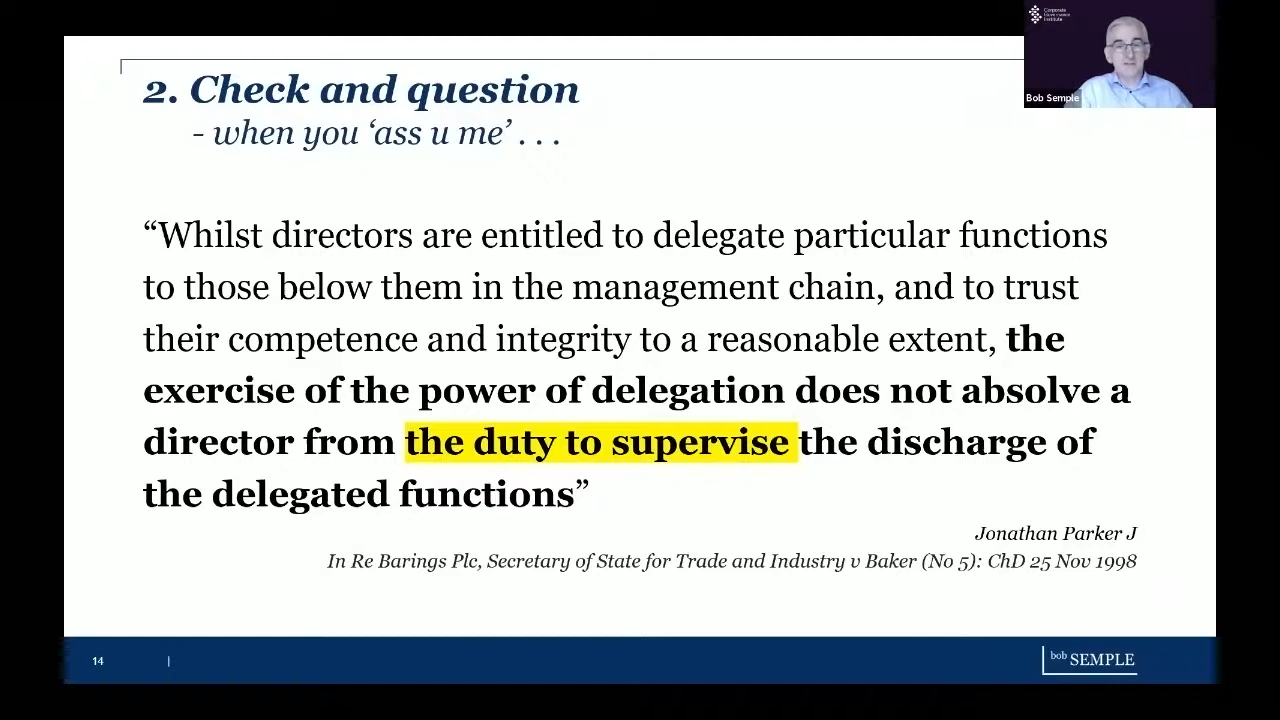 Corporate
Governance
Institute
Bob Semple
2. Check and question
- when you ‘ass u me’ . . .
“Whilst directors are entitled to delegate particular functions
to those below them in the management chain, and to trust
their competence and integrity to a reasonable extent, the
exercise of the power of delegation does not absolve a
director from the duty to supervise the discharge of
the delegated functions”
Jonathan Parker J
In Re Barings Plc, Secretary of State for Trade and Industry v Baker (No 5): ChD 25 Nov 1998
14 |
bob SEMPLE